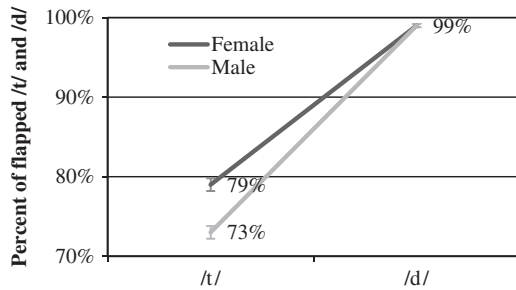 Percent of flapped /t/ and /d/
100%
90%
80%
70%
Female
Male
99%
79%
73%
/t/
/d/